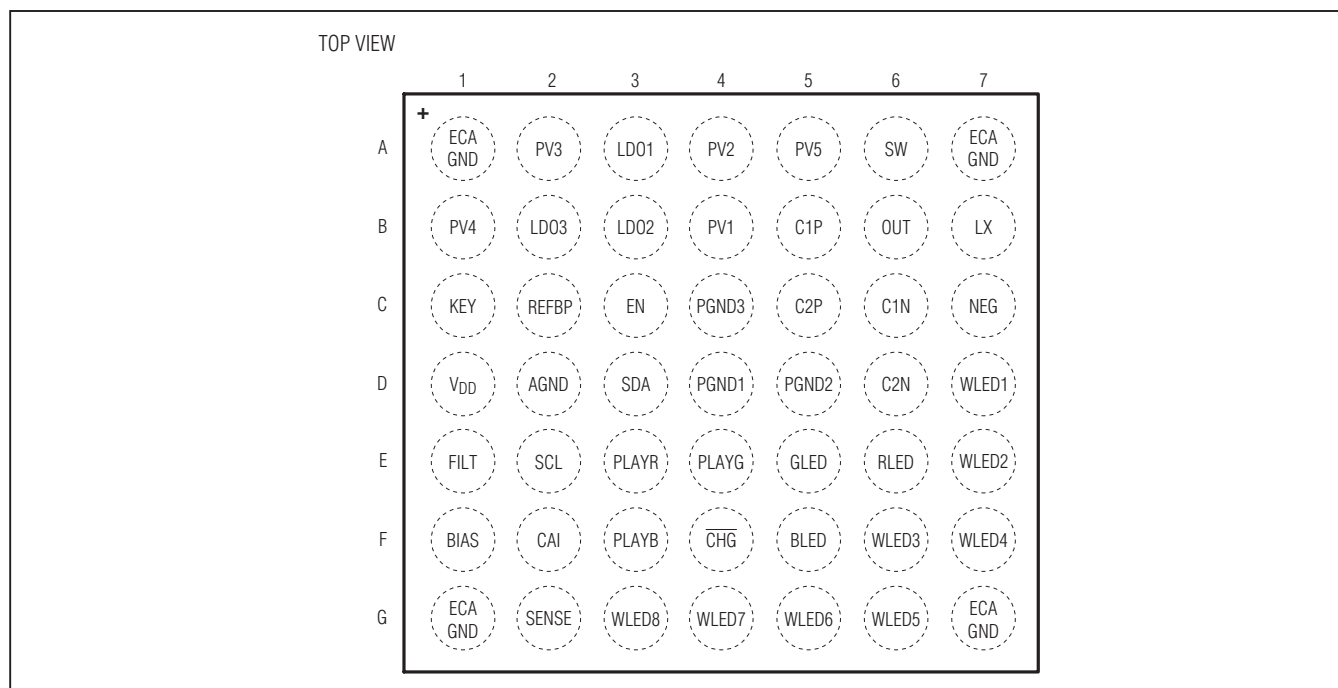 TOP VIEW
1 2 3 4 5 6 7
+
A ECA GND PV3 LDO1 PV2 PV5 SW ECA GND
B PV4 LDO3 LDO2 PV1 C1P OUT LX
C KEY REFBP EN PGND3 C2P C1N NEG
D VDD AGND SDA PGND1 PGND2 C2N WLED1
E FILT SCL PLAYR PLAYG GLED RLED WLED2
F BIAS CAI PLAYB CHG BLED WLED3 WLED4
G ECA GND SENSE WLED8 WLED7 WLED6 WLED5 ECA GND